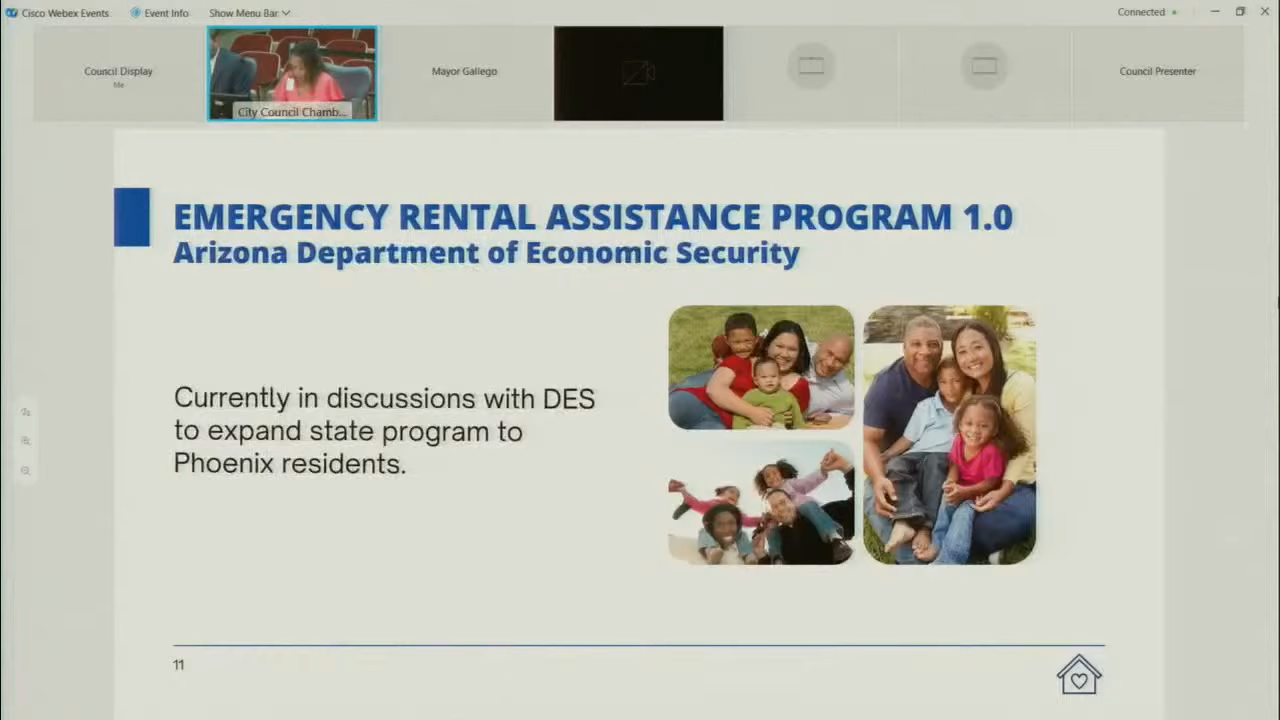 Cisco Webex Events
Event Info
Show Menu Bar
Connected
Council Display
Me
City Council Chamb...
Mayor Gallego
Council Presenter
EMERGENCY RENTAL ASSISTANCE PROGRAM 1.0
Arizona Department of Economic Security
Currently in discussions with DES
to expand state program to
Phoenix residents.
11